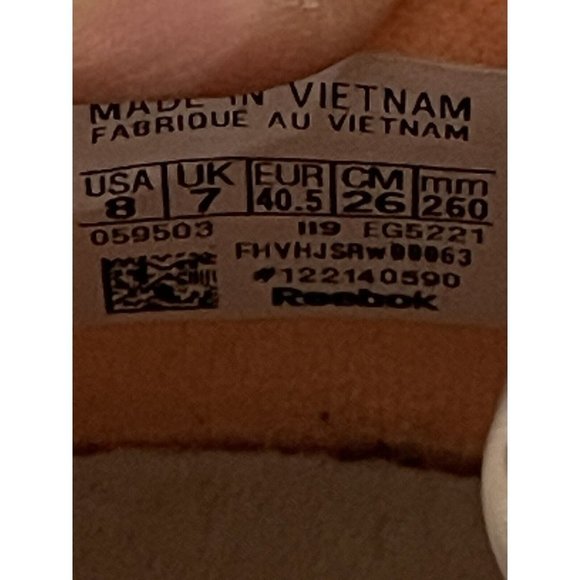 MADE IN VIETNAM
FABRIQUE AU VIETNAM
USA UK EUR CM mm
8 7 40.5 26 260
059503 119 EG5221
FHVHJSRW00063
#122140590
Reebok